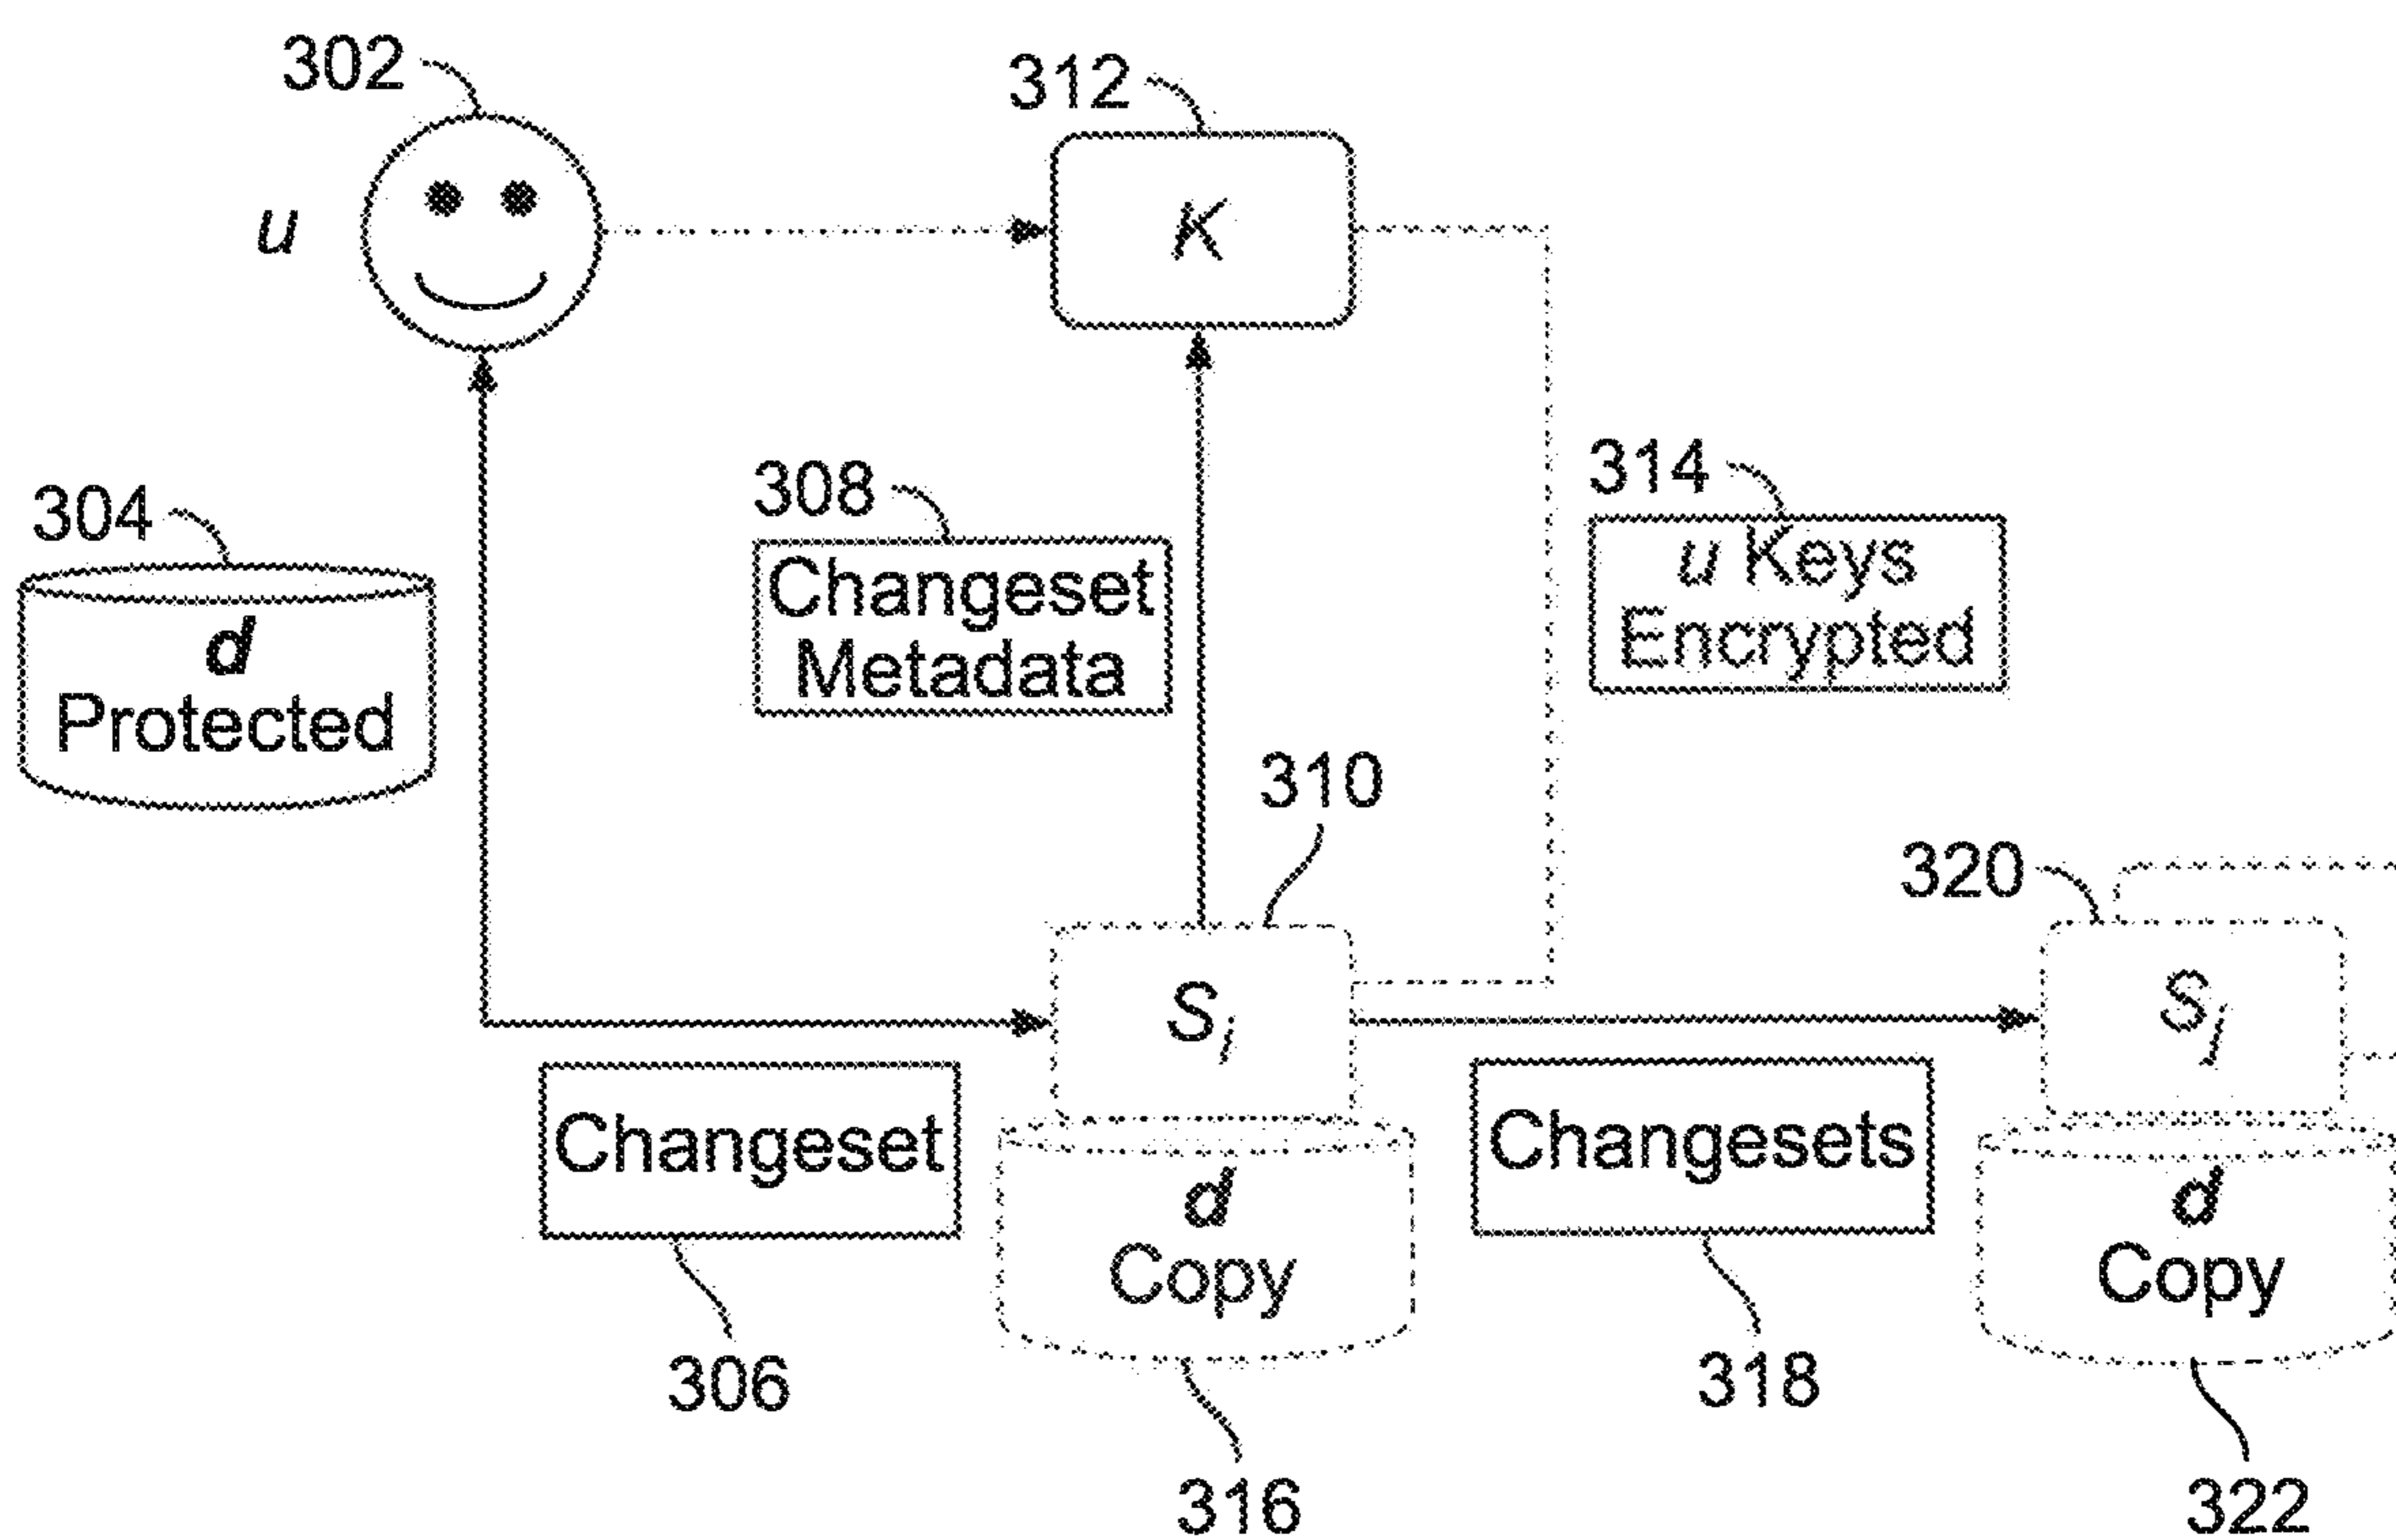 302
312
u
K
304
308
314
d
Protected
Changeset
Metadata
u Keys
Encrypted
310
320
Si
Sj
Changeset
d
Copy
Changesets
d
Copy
306
316
318
322